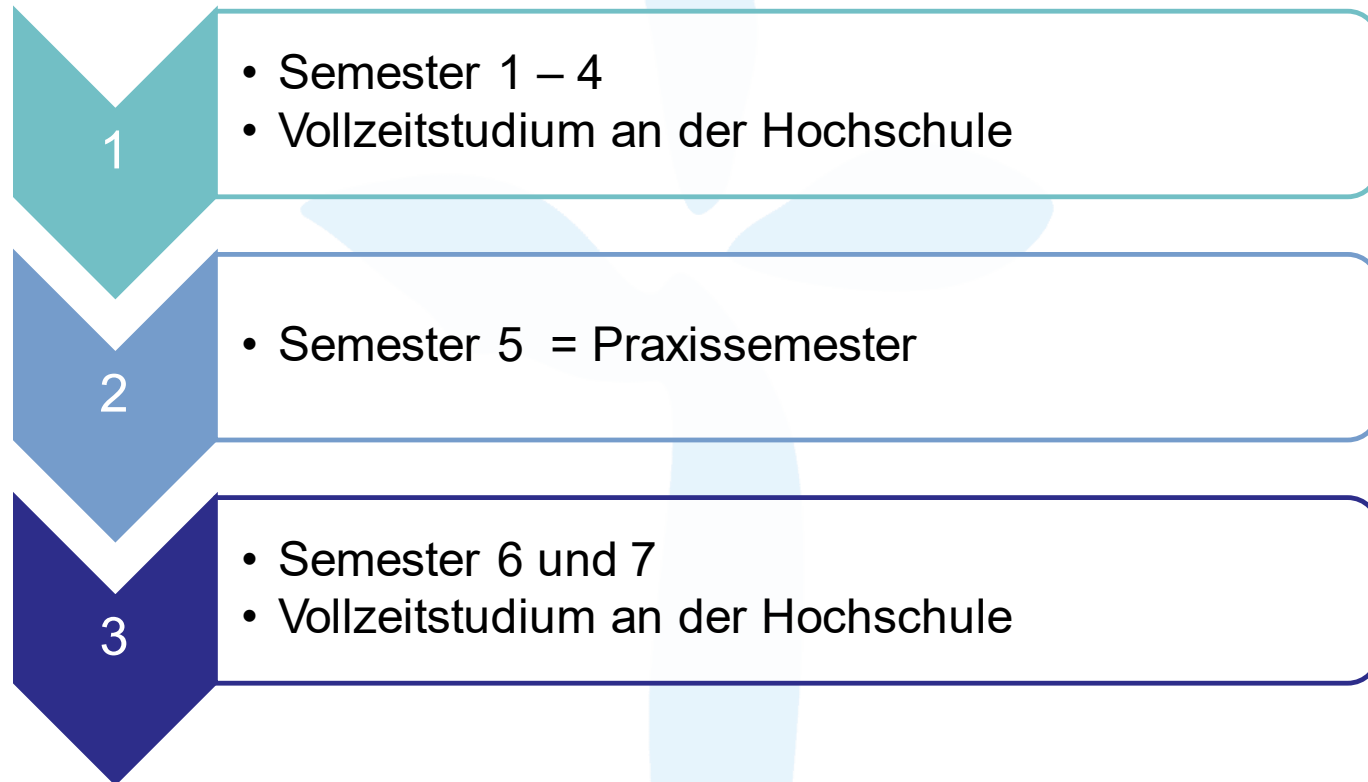 1
• Semester 1 – 4
• Vollzeitstudium an der Hochschule
2
• Semester 5 = Praxissemester
3
• Semester 6 und 7
• Vollzeitstudium an der Hochschule